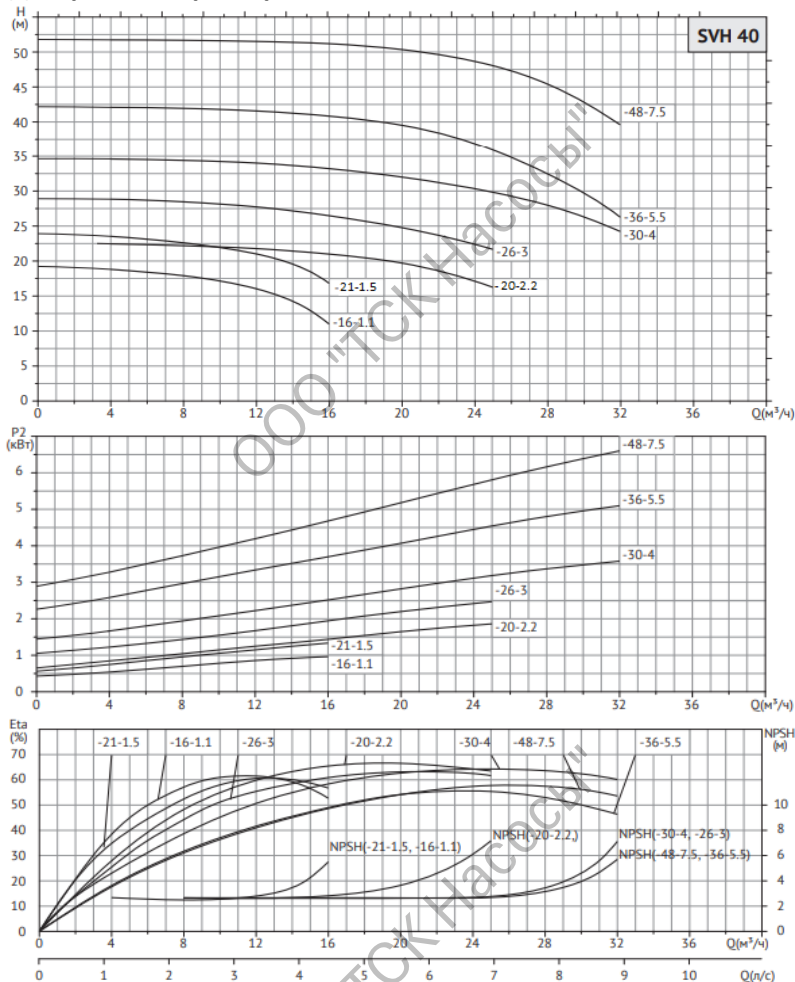 H
(м)
SVH 40
50
45
40
35
30
25
20
15
10
5
0
-48-7.5
-36-5.5
-30-4
-26-3
-21-1.5
-20-2.2
-16-1.1
0 4 8 12 16 20 24 28 32 36 Q(м³/ч)
P2
(кВт)
6
5
4
3
2
1
0
-48-7.5
-36-5.5
-30-4
-26-3
-20-2.2
-21-1.5
-16-1.1
0 4 8 12 16 20 24 28 32 36 Q(м³/ч)
Eta
(%)
NPSH
(м)
70
60
50
40
30
20
10
0
-21-1.5 -16-1.1 -26-3 -20-2.2 -30-4 -48-7.5 -36-5.5
10
8
6
4
2
0
NPSH(-21-1.5, -16-1.1)
NPSH(-20-2.2,)
NPSH(-30-4, -26-3)
NPSH(-48-7.5, -36-5.5)
0 4 8 12 16 20 24 28 32 36 Q(м³/ч)
0 1 2 3 4 5 6 7 8 9 10 Q(л/с)
ООО "ТСК Насосы"
ТСК Насосы"